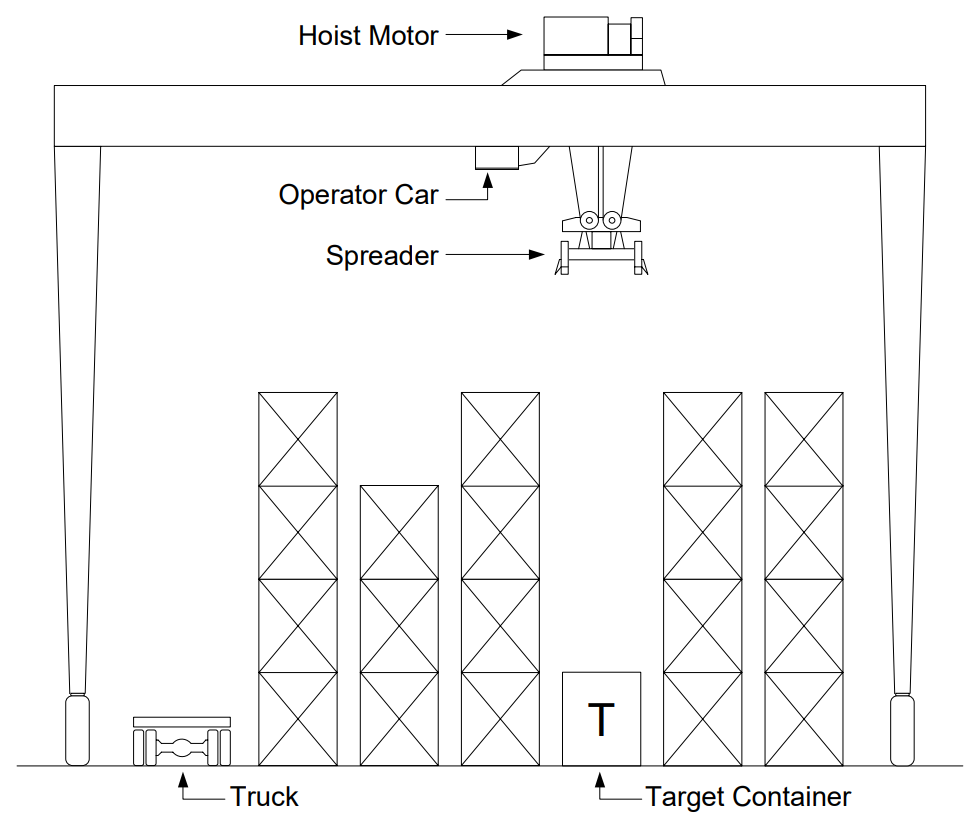 Hoist Motor
Operator Car
Spreader
T
Truck
Target Container